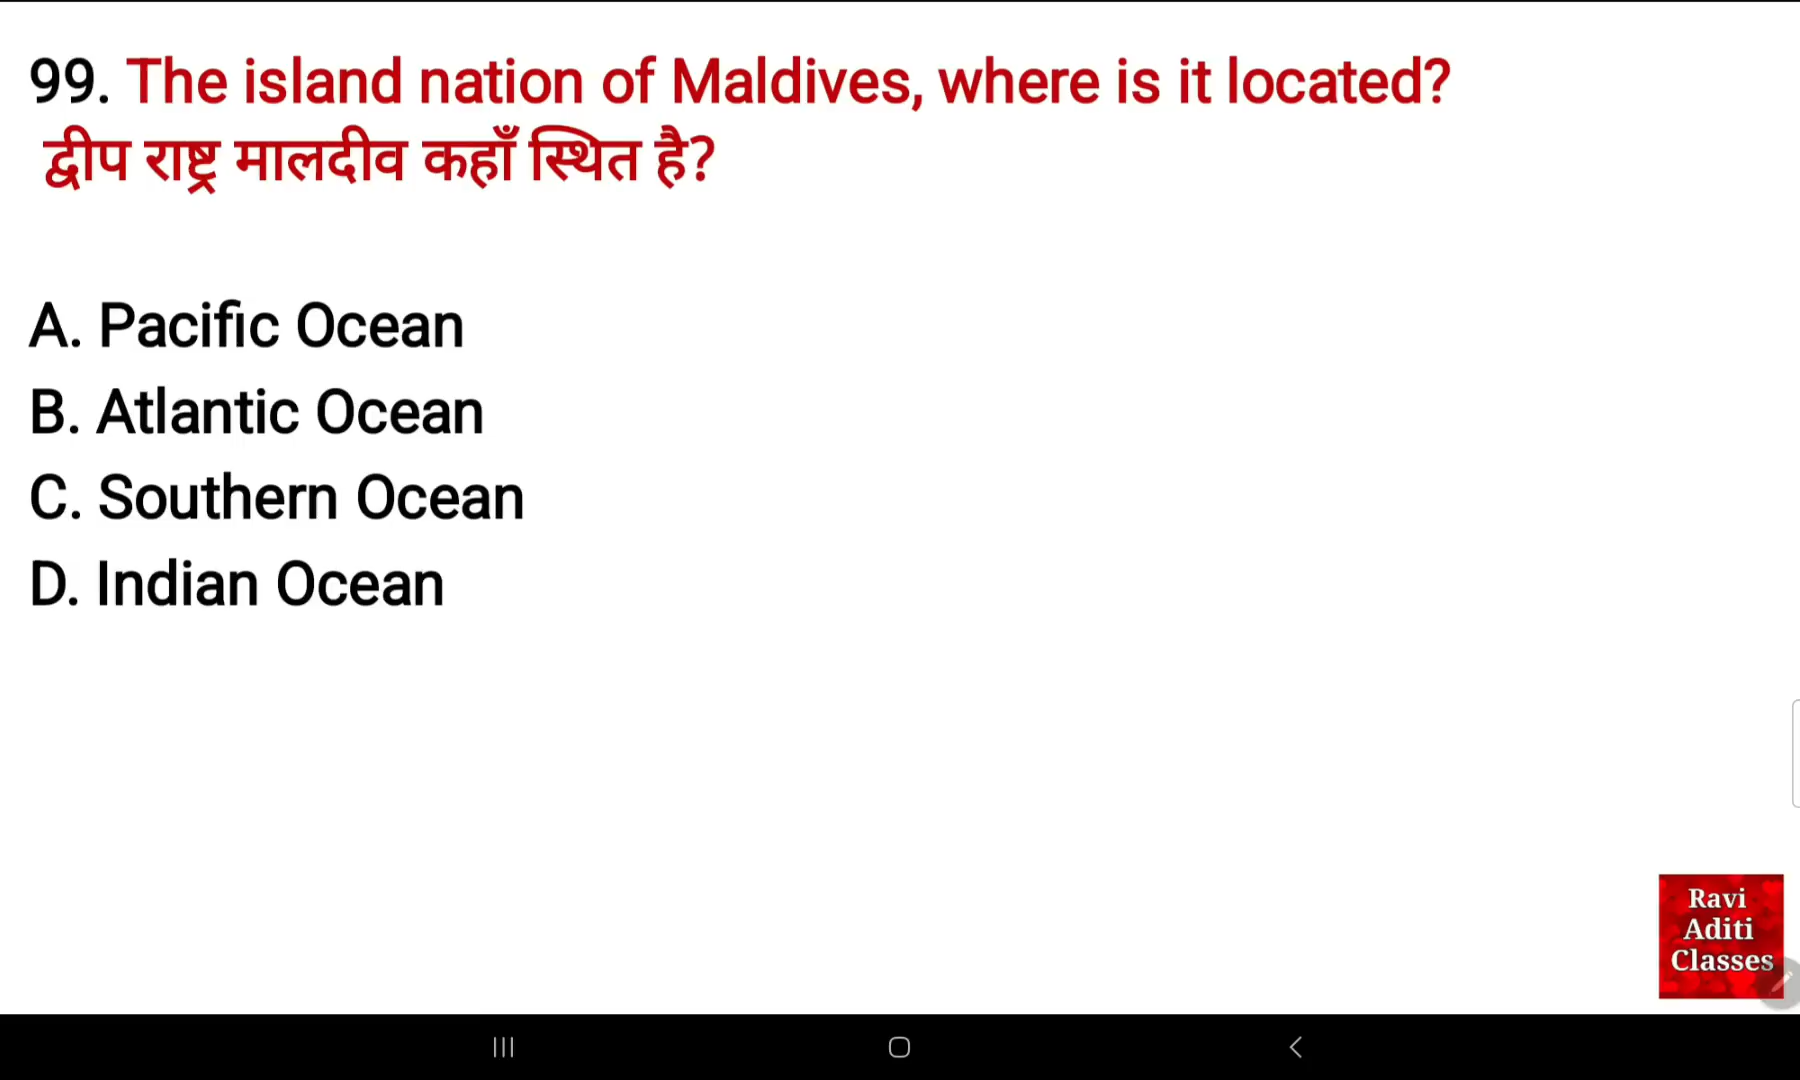 99. The island nation of Maldives, where is it located?
द्वीप राष्ट्र मालदीव कहाँ स्थित है?
A. Pacific Ocean
B. Atlantic Ocean
C. Southern Ocean
D. Indian Ocean
Ravi
Aditi
Classes